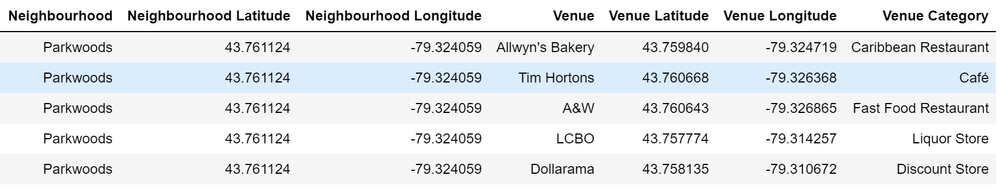 Neighbourhood Neighbourhood Latitude Neighbourhood Longitude Venue Venue Latitude Venue Longitude Venue Category
Parkwoods 43.761124 -79.324059 Allwyn's Bakery 43.759840 -79.324719 Caribbean Restaurant
Parkwoods 43.761124 -79.324059 Tim Hortons 43.760668 -79.326368 Café
Parkwoods 43.761124 -79.324059 A&W 43.760643 -79.326865 Fast Food Restaurant
Parkwoods 43.761124 -79.324059 LCBO 43.757774 -79.314257 Liquor Store
Parkwoods 43.761124 -79.324059 Dollarama 43.758135 -79.310672 Discount Store